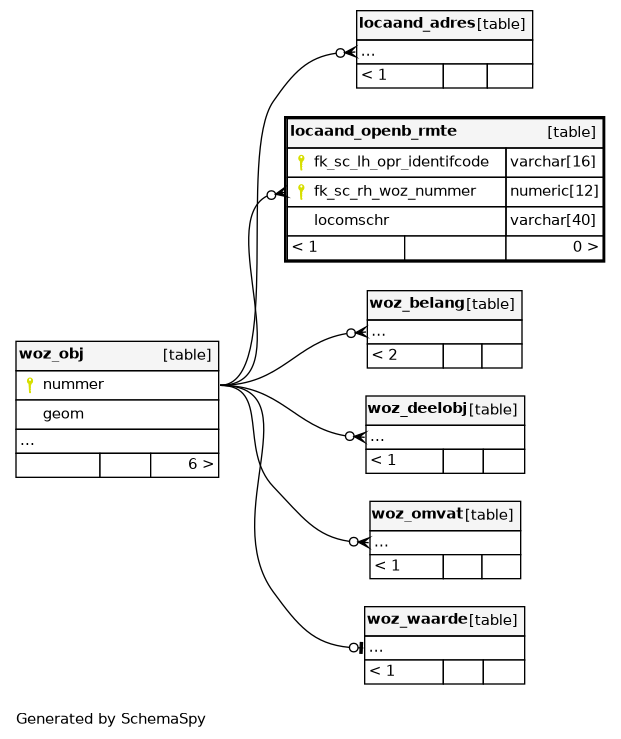 locaand_adres [table]
...
< 1
locaand_openb_rmte [table]
fk_sc_lh_opr_identifcode varchar[16]
fk_sc_rh_woz_nummer numeric[12]
locomschr varchar[40]
< 1 0 >
woz_belang [table]
...
< 2
woz_obj [table]
nummer
geom
...
6 >
woz_deelobj [table]
...
< 1
woz_omvat [table]
...
< 1
woz_waarde [table]
...
< 1
Generated by SchemaSpy